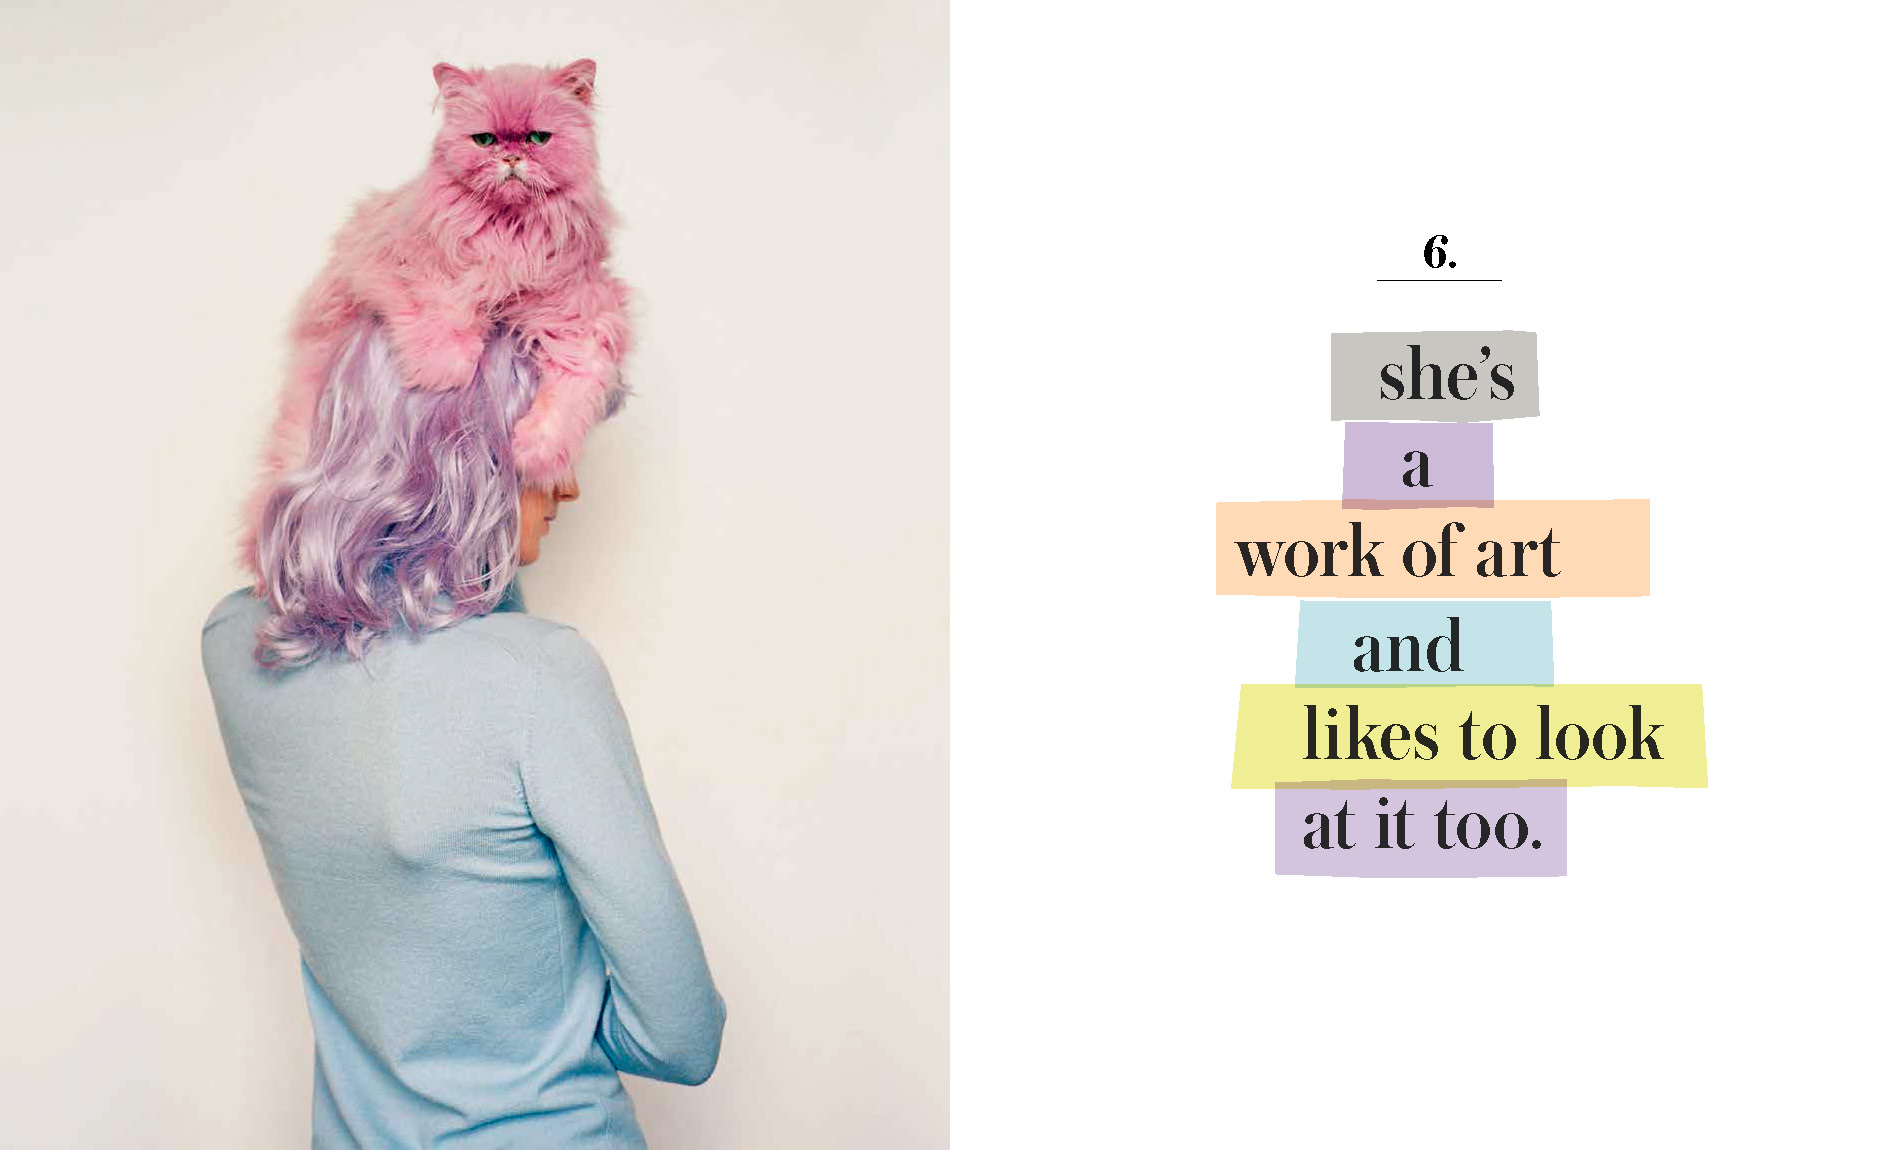 6.
she’s
a
work of art
and
likes to look
at it too.